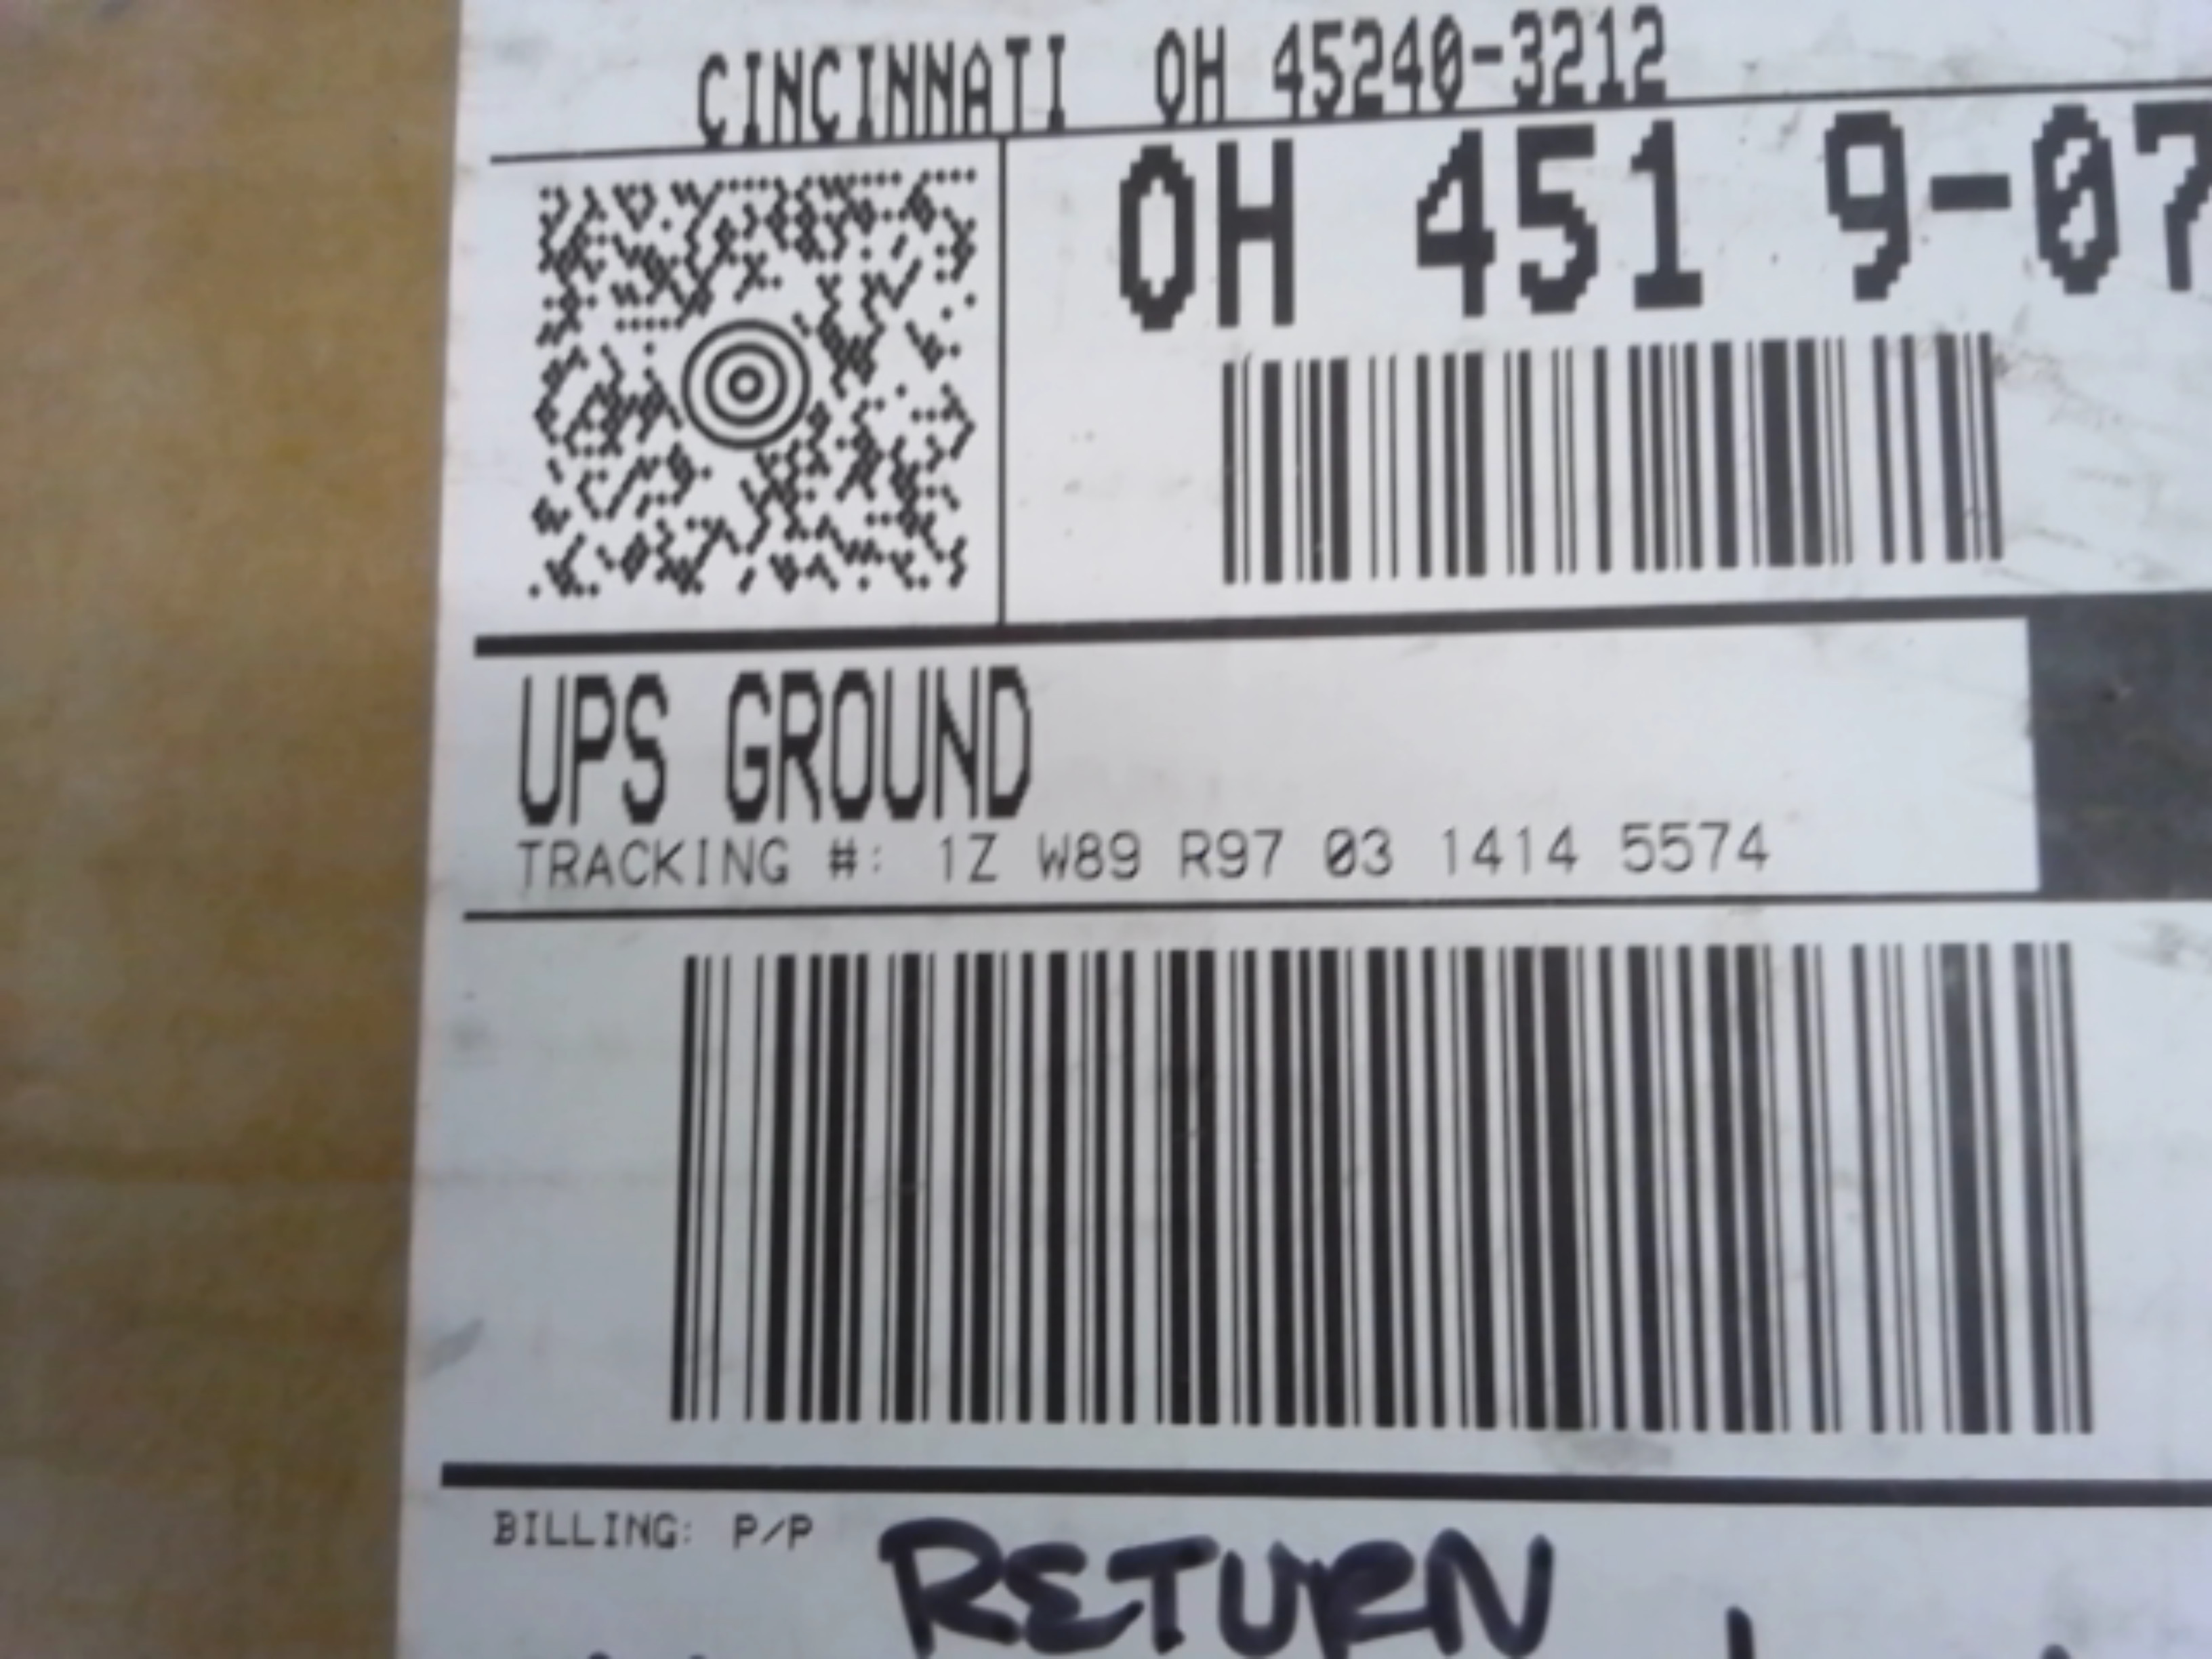 CINCINNATI OH 45240-3212
OH 451 9-07
UPS GROUND
TRACKING #: 1Z W89 R97 03 1414 5574
BILLING: P/P
RETURN